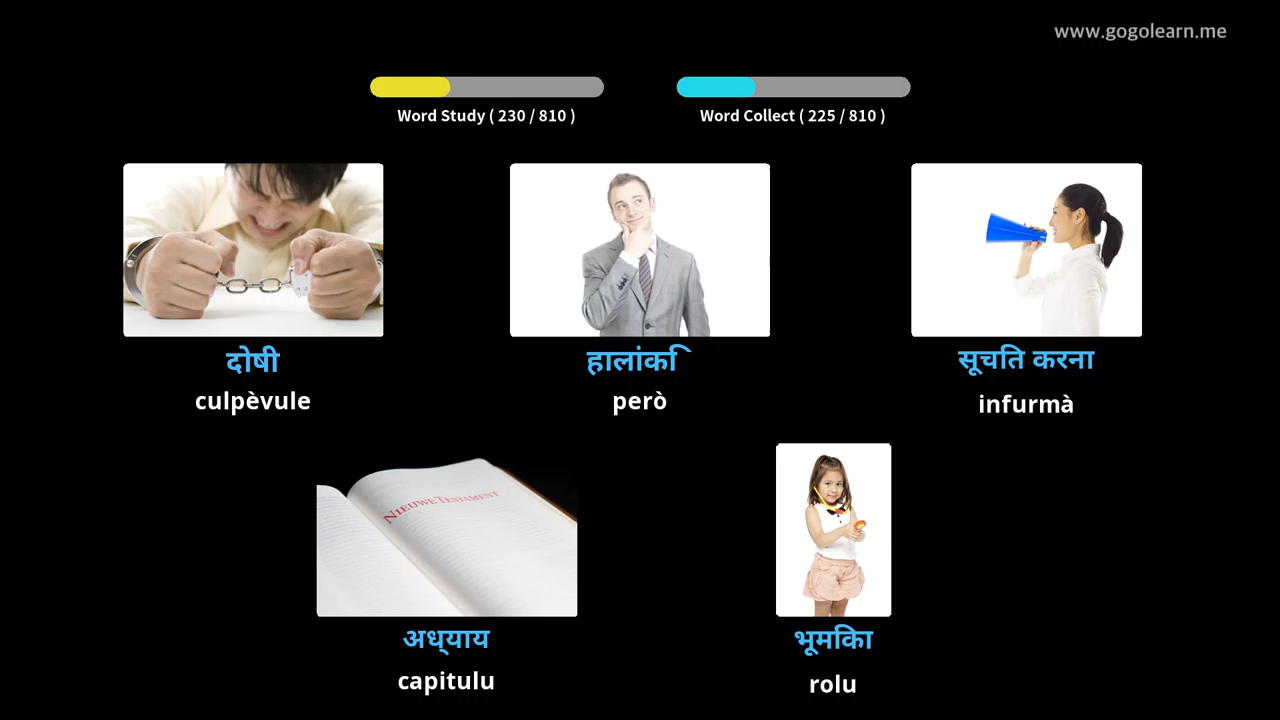 www.gogolearn.me
Word Study ( 230 / 810 )
Word Collect ( 225 / 810 )
दोषी
हालांकि
सूचति करना
culpèvule
però
infurmà
NIEUWE TESTAMENT
अध्याय
भूमिका
capitulu
rolu